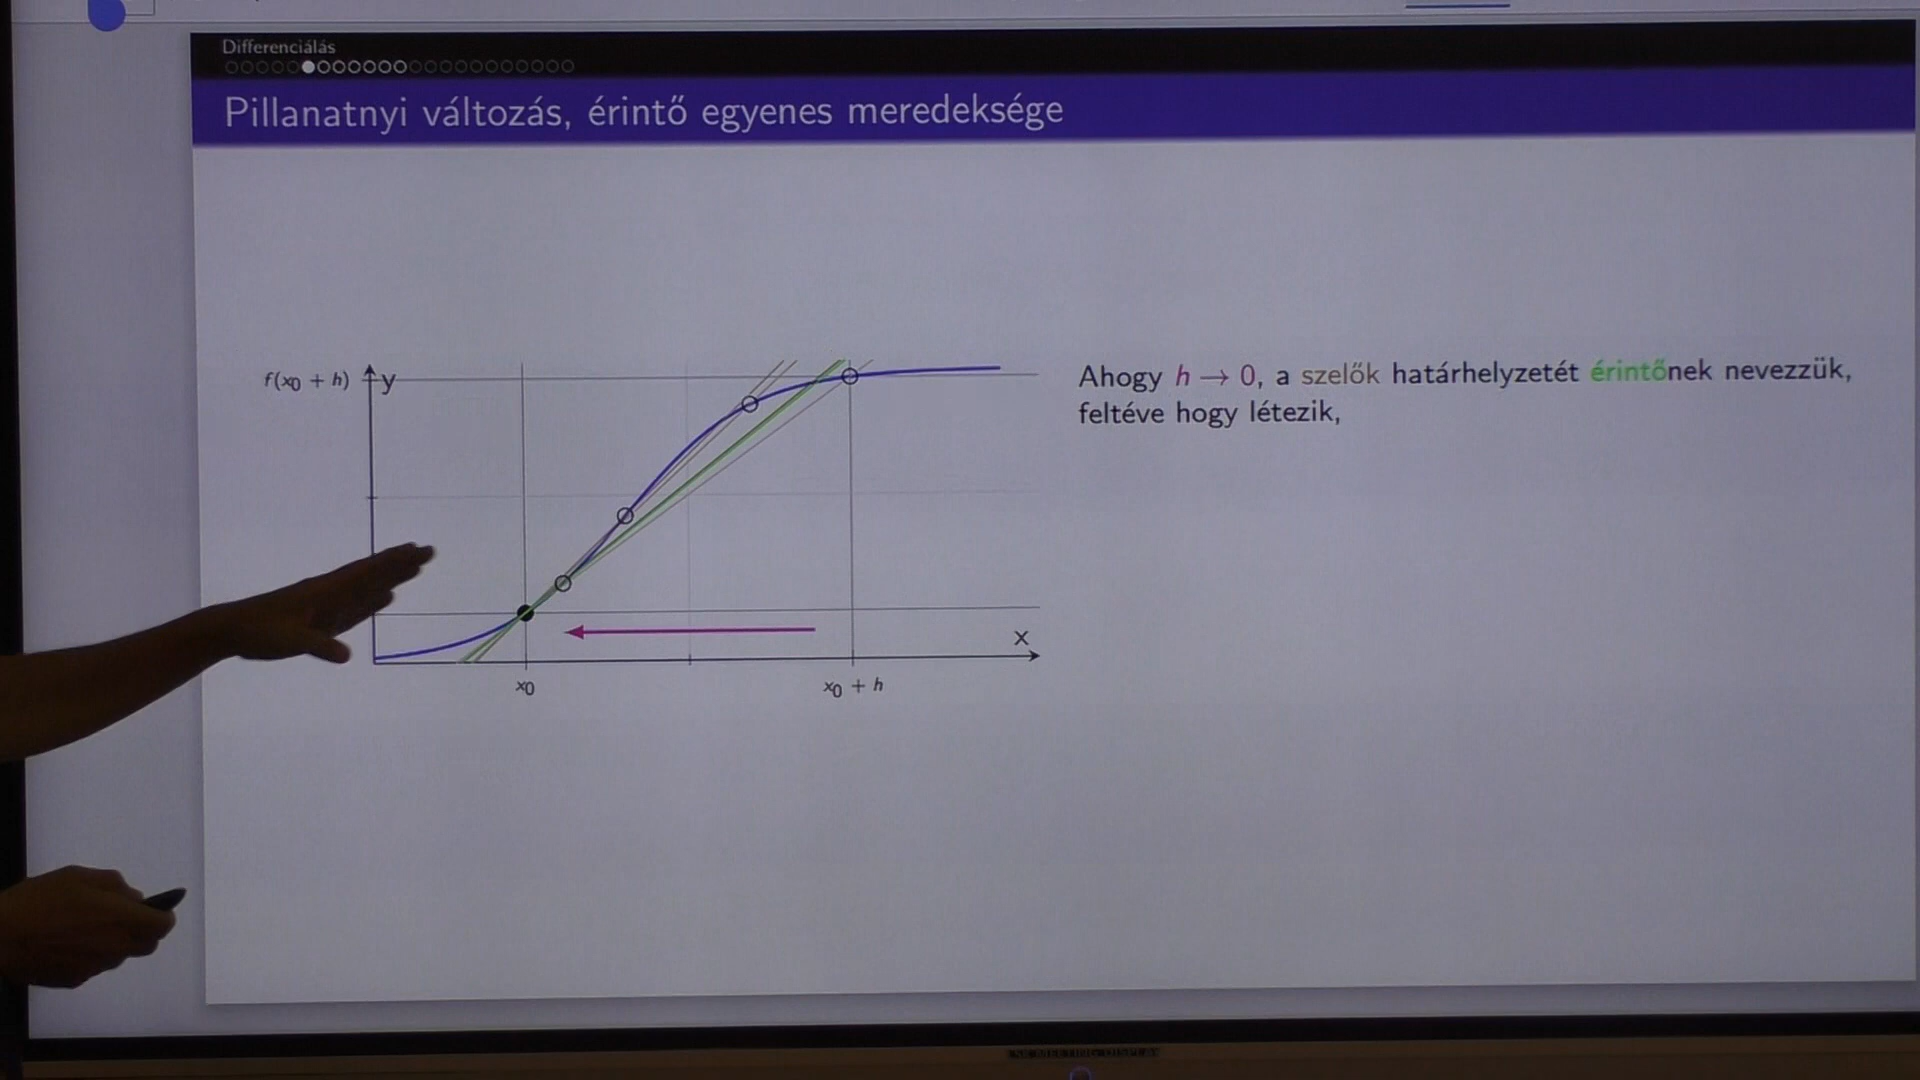 Differenciálás
Pillanatnyi változás, érintő egyenes meredeksége
f(x₀ + h)
y
x
x₀
x₀ + h
Ahogy h → 0, a szelők határhelyzetét érintőnek nevezzük,
feltéve hogy létezik,